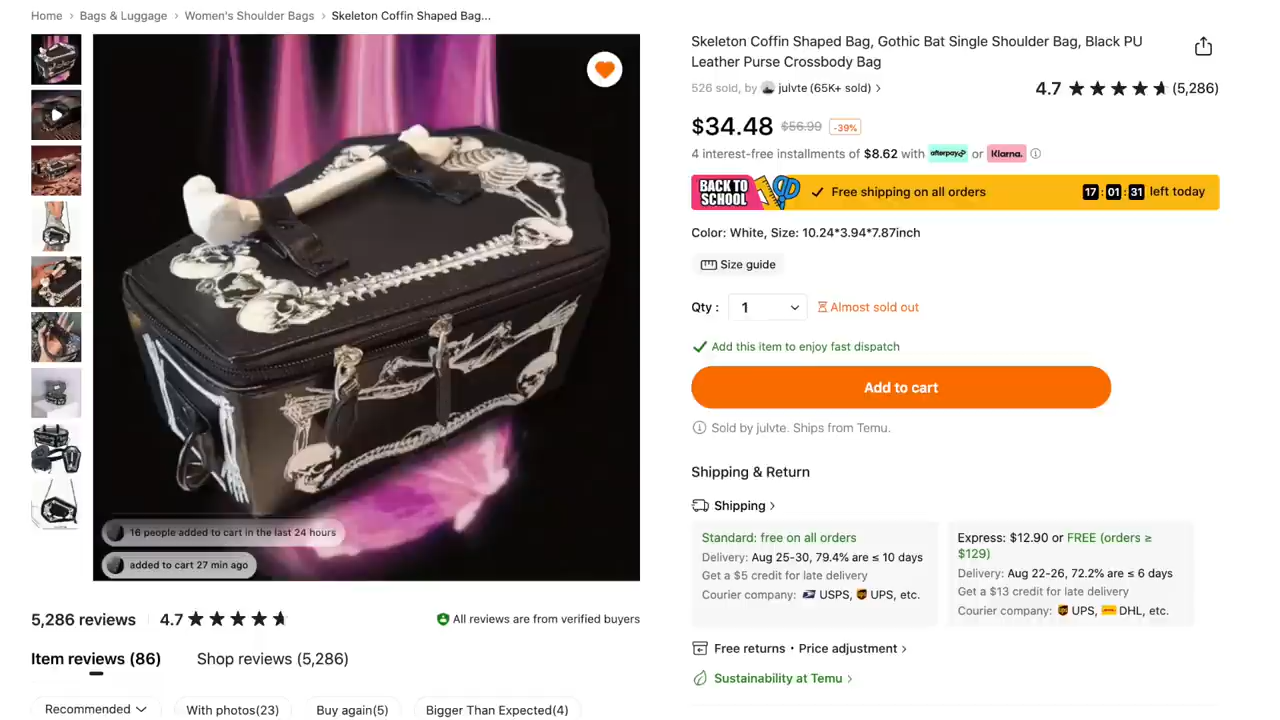 Home › Bags & Luggage › Women's Shoulder Bags › Skeleton Coffin Shaped Bag...
16 people added to cart in the last 24 hours
added to cart 27 min ago
5,286 reviews 4.7
All reviews are from verified buyers
Item reviews (86) Shop reviews (5,286)
Recommended With photos(23) Buy again(5) Bigger Than Expected(4)
Skeleton Coffin Shaped Bag, Gothic Bat Single Shoulder Bag, Black PU
Leather Purse Crossbody Bag
526 sold, by julvte (65K+ sold) ›
4.7 (5,286)
$34.48 $56.99 -39%
4 interest-free installments of $8.62 with afterpay or Klarna.
BACK TO
SCHOOL
Free shipping on all orders 17 : 01 : 31 left today
Color: White, Size: 10.24*3.94*7.87inch
Size guide
Qty : 1 Almost sold out
Add this item to enjoy fast dispatch
Add to cart
Sold by julvte. Ships from Temu.
Shipping & Return
Shipping ›
Standard: free on all orders
Delivery: Aug 25-30, 79.4% are ≤ 10 days
Get a $5 credit for late delivery
Courier company: USPS, UPS, etc.
Express: $12.90 or FREE (orders ≥
$129)
Delivery: Aug 22-26, 72.2% are ≤ 6 days
Get a $13 credit for late delivery
Courier company: UPS, DHL, etc.
Free returns · Price adjustment ›
Sustainability at Temu ›